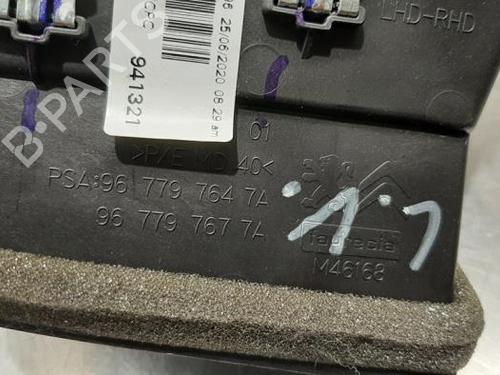 LHD-RHD
25/06/2020 08:29 am
941321
01
>P/E MD 40<
PSA:96 779 764 7A
96 779 767 7A
faurecia
M46168
B-PARTS